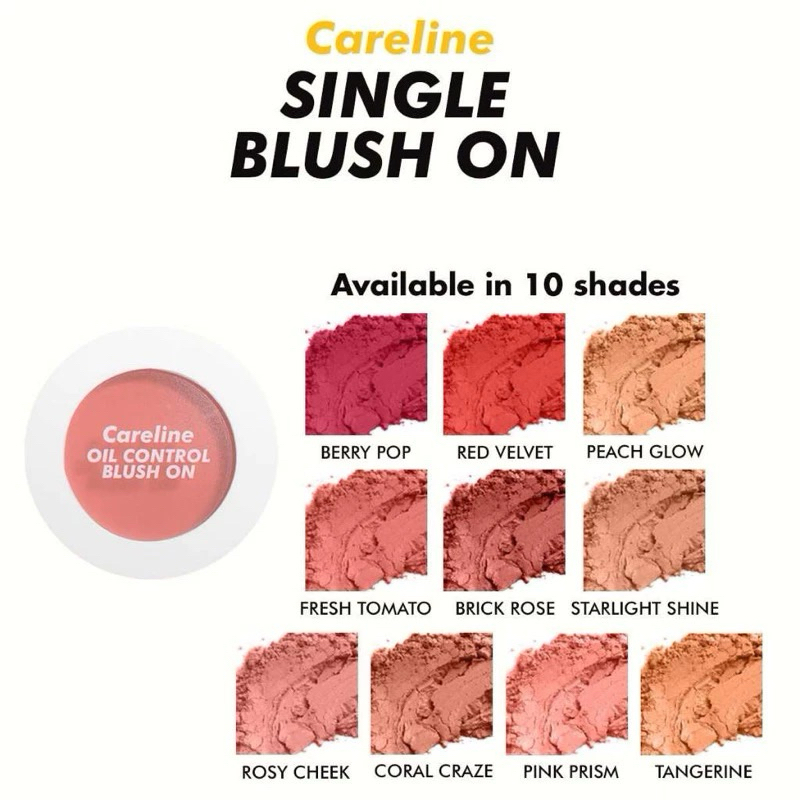 Careline
SINGLE
BLUSH ON
Available in 10 shades
Careline
OIL CONTROL
BLUSH ON
BERRY POP
RED VELVET
PEACH GLOW
FRESH TOMATO
BRICK ROSE
STARLIGHT SHINE
ROSY CHEEK
CORAL CRAZE
PINK PRISM
TANGERINE